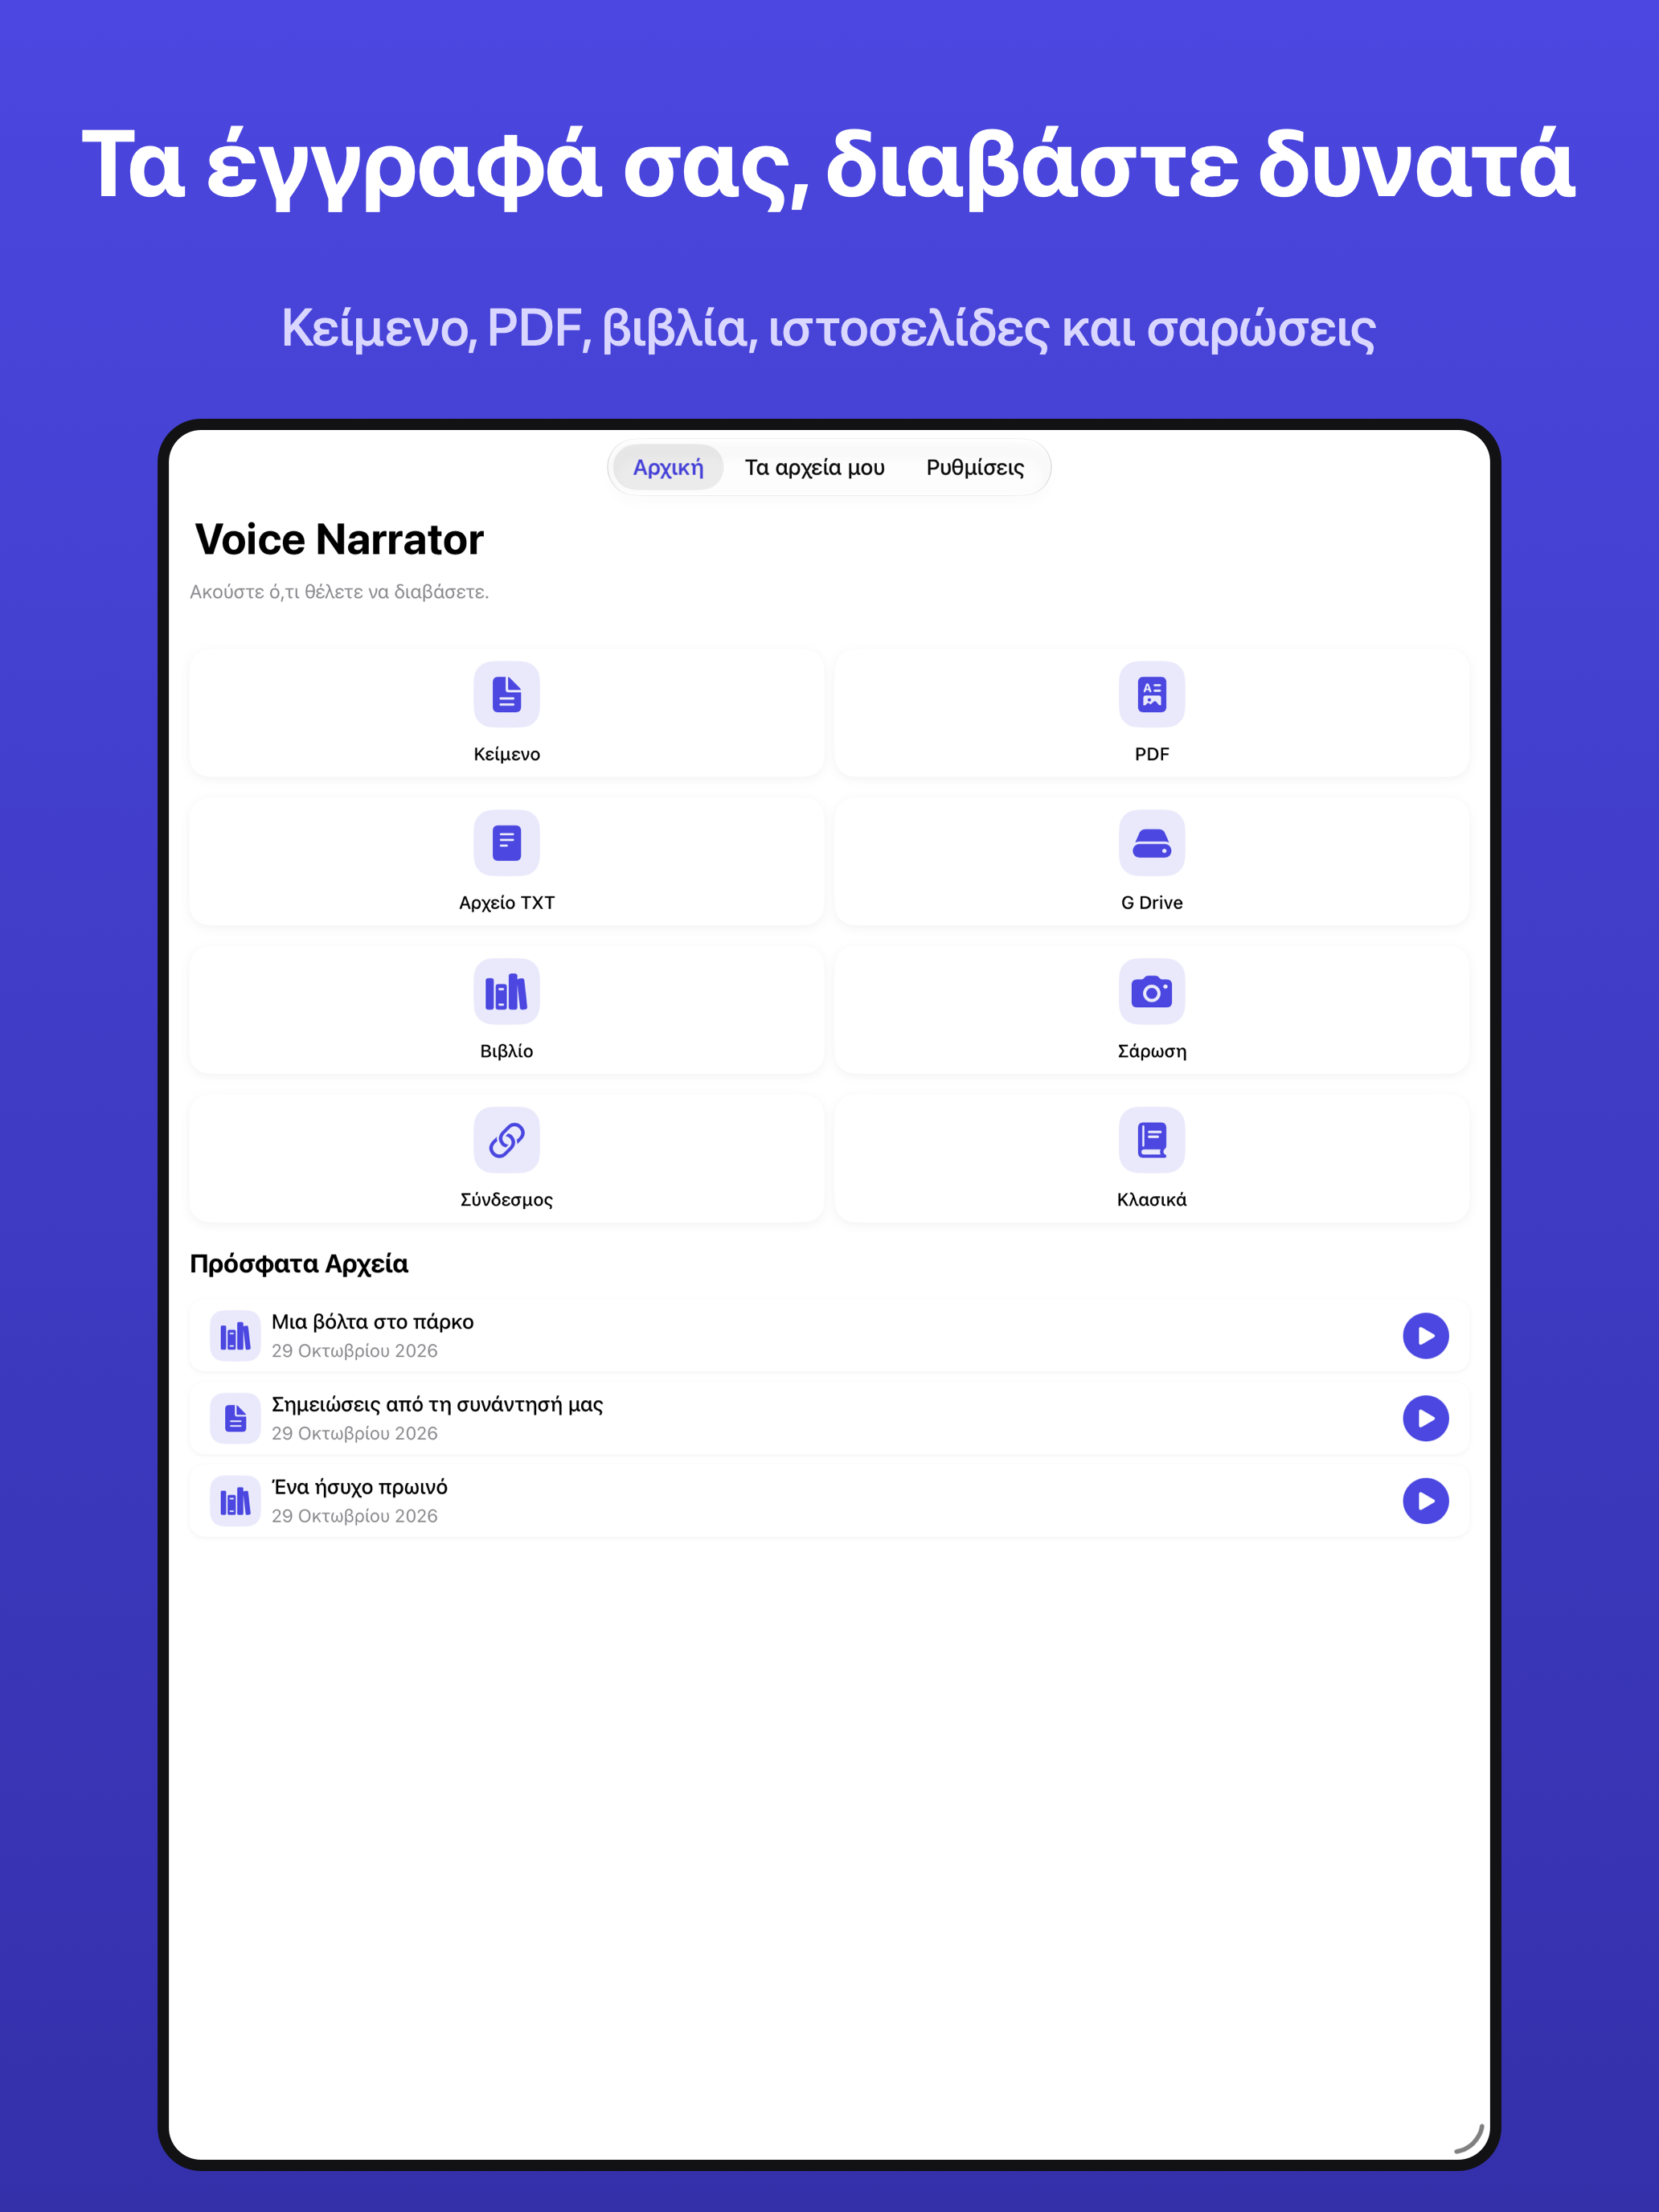 Τα έγγραφά σας, διαβάστε δυνατά
Κείμενο, PDF, βιβλία, ιστοσελίδες και σαρώσεις
Αρχική Τα αρχεία μου Ρυθμίσεις
Voice Narrator
Ακούστε ό,τι θέλετε να διαβάσετε.
Κείμενο
PDF
Αρχείο TXT
G Drive
Βιβλίο
Σάρωση
Σύνδεσμος
Κλασικά
Πρόσφατα Αρχεία
Μια βόλτα στο πάρκο
29 Οκτωβρίου 2026
Σημειώσεις από τη συνάντησή μας
29 Οκτωβρίου 2026
Ένα ήσυχο πρωινό
29 Οκτωβρίου 2026